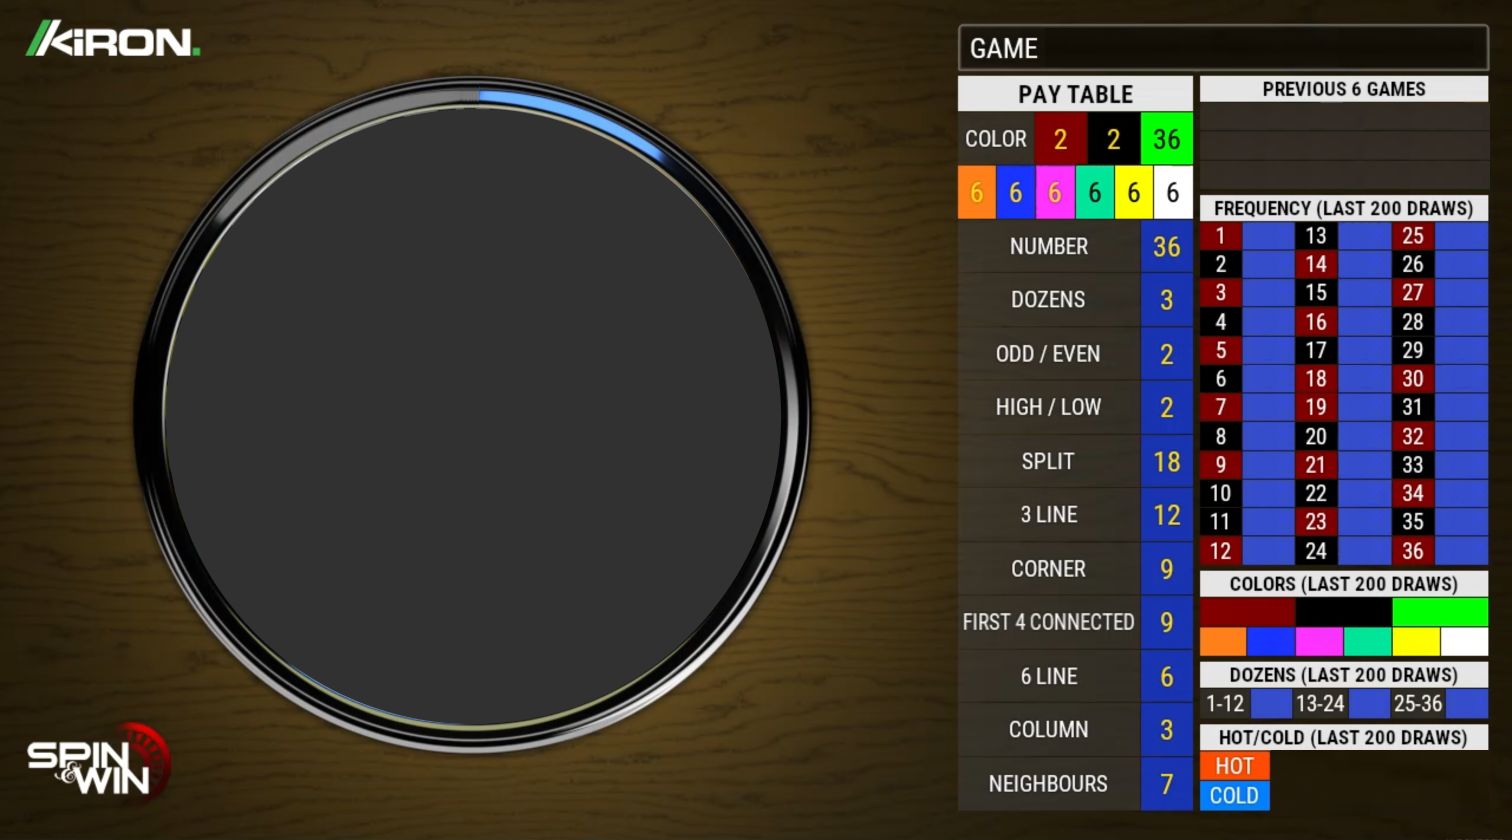 KiRON.
GAME
PAY TABLE
COLOR 2 2 36
6 6 6 6 6 6
NUMBER 36
DOZENS 3
ODD / EVEN 2
HIGH / LOW 2
SPLIT 18
3 LINE 12
CORNER 9
FIRST 4 CONNECTED 9
6 LINE 6
COLUMN 3
NEIGHBOURS 7
PREVIOUS 6 GAMES
FREQUENCY (LAST 200 DRAWS)
1 13 25
2 14 26
3 15 27
4 16 28
5 17 29
6 18 30
7 19 31
8 20 32
9 21 33
10 22 34
11 23 35
12 24 36
COLORS (LAST 200 DRAWS)
DOZENS (LAST 200 DRAWS)
1-12 13-24 25-36
HOT/COLD (LAST 200 DRAWS)
HOT
COLD
SPIN
& WIN